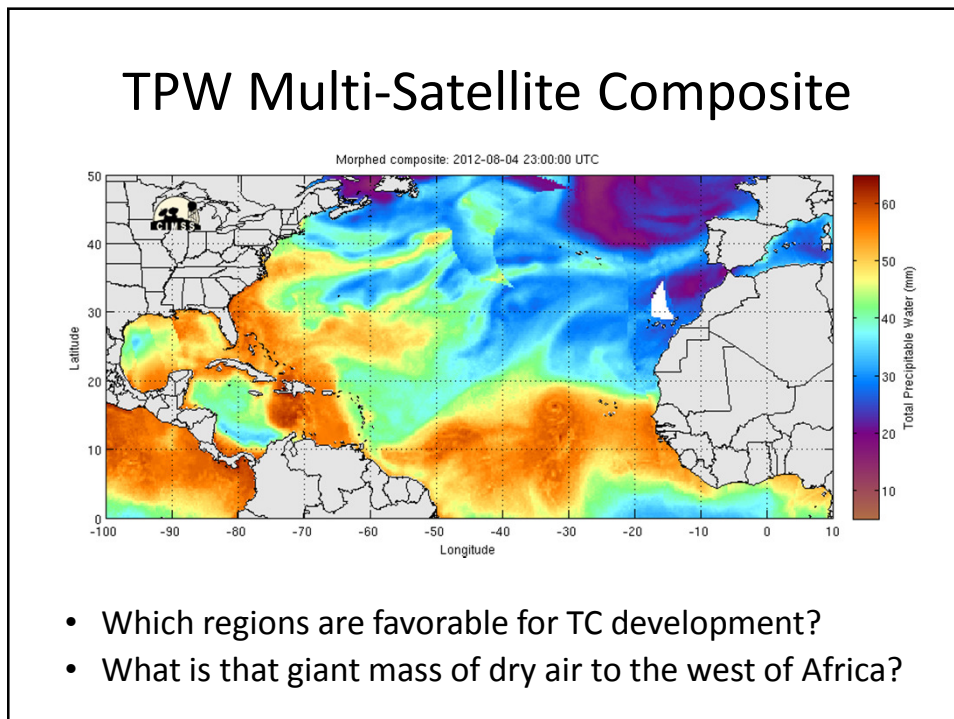 TPW Multi-Satellite Composite
Morphed composite: 2012-08-04 23:00:00 UTC
CIMSS
50
40
30
20
10
0
Latitude
-100 -90 -80 -70 -60 -50 -40 -30 -20 -10 0 10
Longitude
60
50
40
30
20
10
Total Precipitable Water (mm)
• Which regions are favorable for TC development?
• What is that giant mass of dry air to the west of Africa?